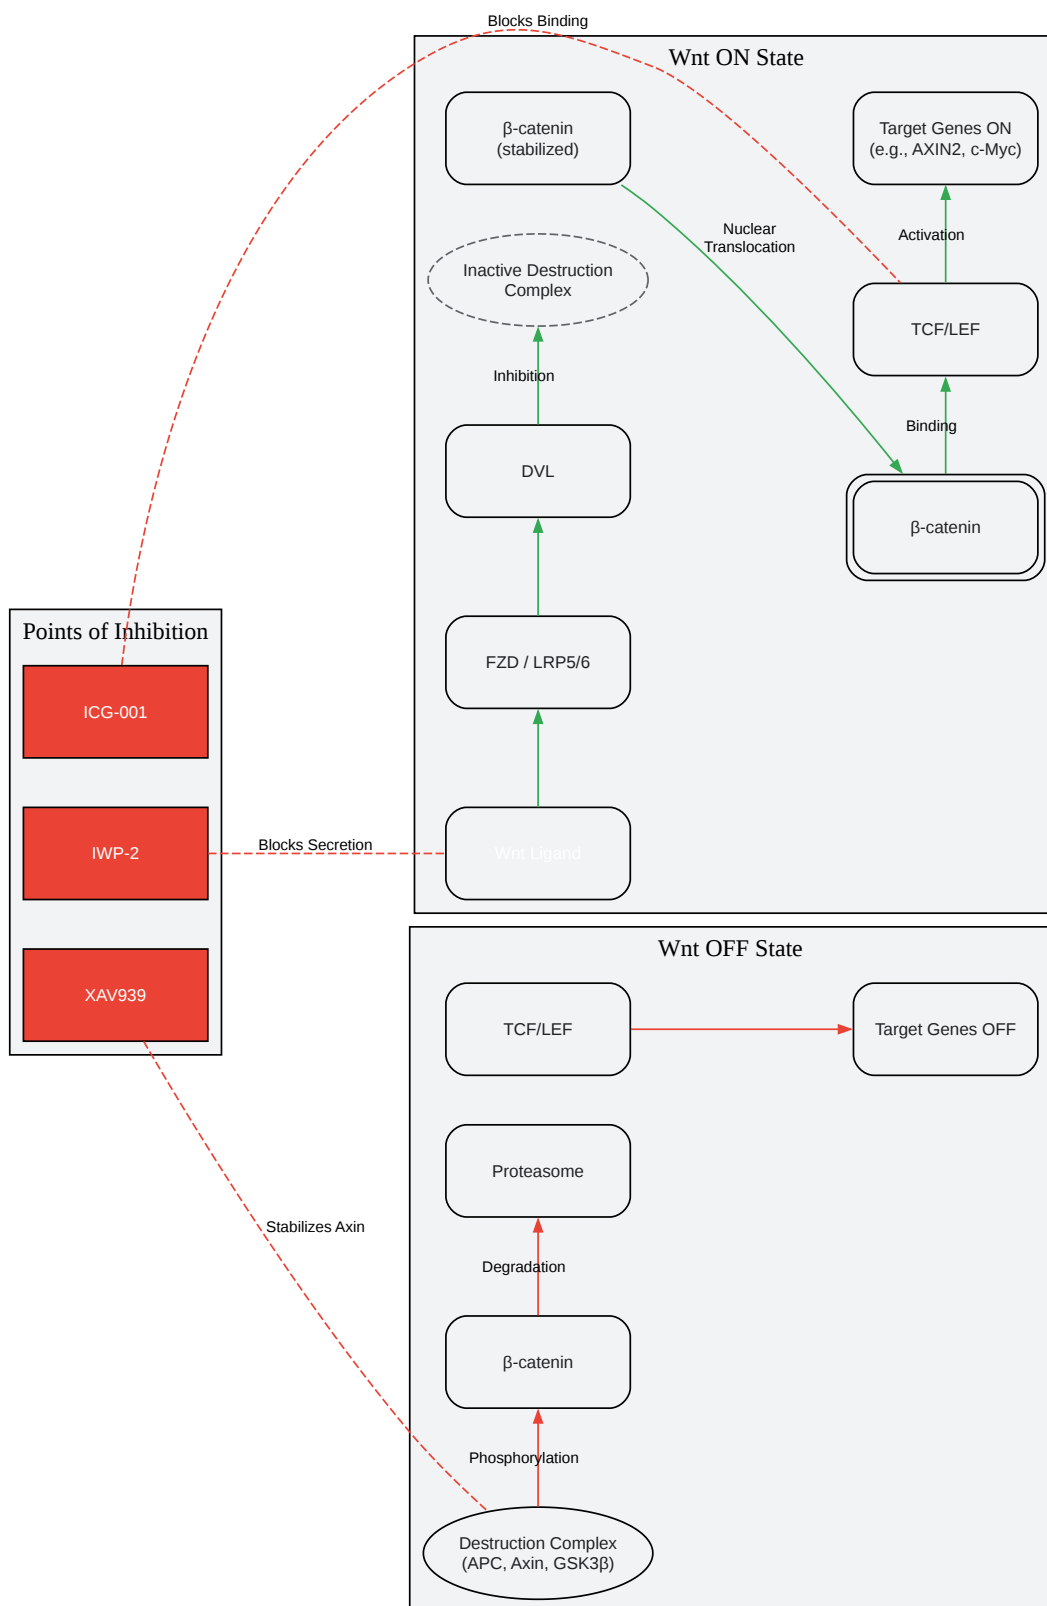 Blocks Binding
Wnt ON State
β-catenin
(stabilized)
Target Genes ON
(e.g., AXIN2, c-Myc)
Nuclear
Translocation
Activation
Inactive Destruction
Complex
TCF/LEF
Inhibition
Binding
DVL
β-catenin
FZD / LRP5/6
Wnt Ligand
Points of Inhibition
ICG-001
IWP-2
Blocks Secretion
XAV939
Wnt OFF State
TCF/LEF
Target Genes OFF
Proteasome
Stabilizes Axin
Degradation
β-catenin
Phosphorylation
Destruction Complex
(APC, Axin, GSK3β)